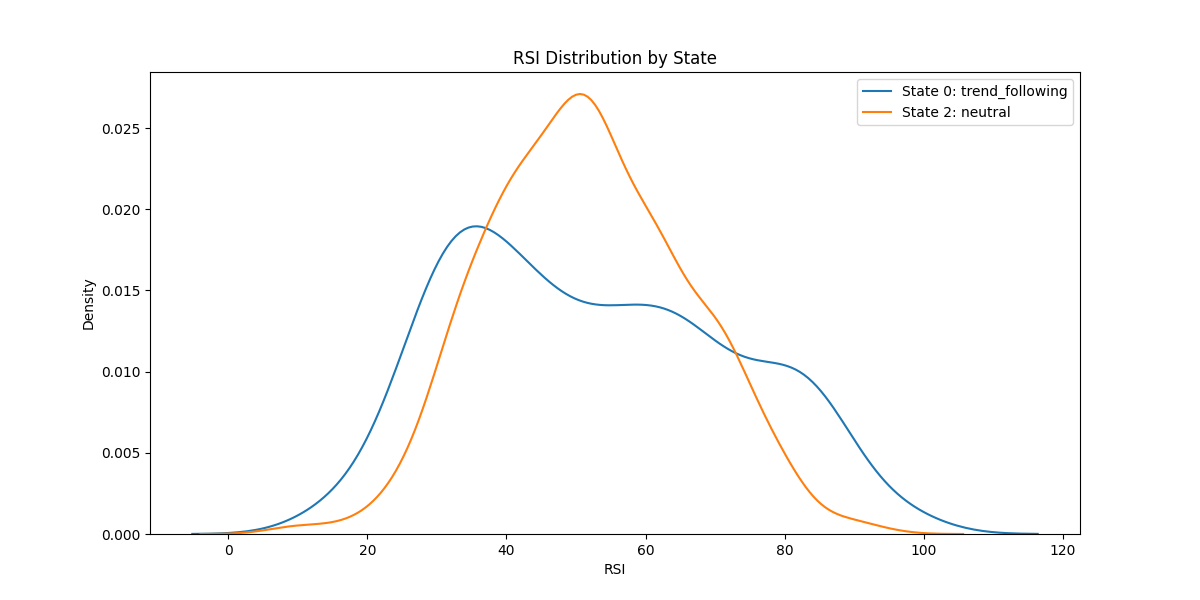 RSI Distribution by State
State 0: trend_following
State 2: neutral
Density
0.025
0.020
0.015
0.010
0.005
0.000
0 20 40 60 80 100 120
RSI